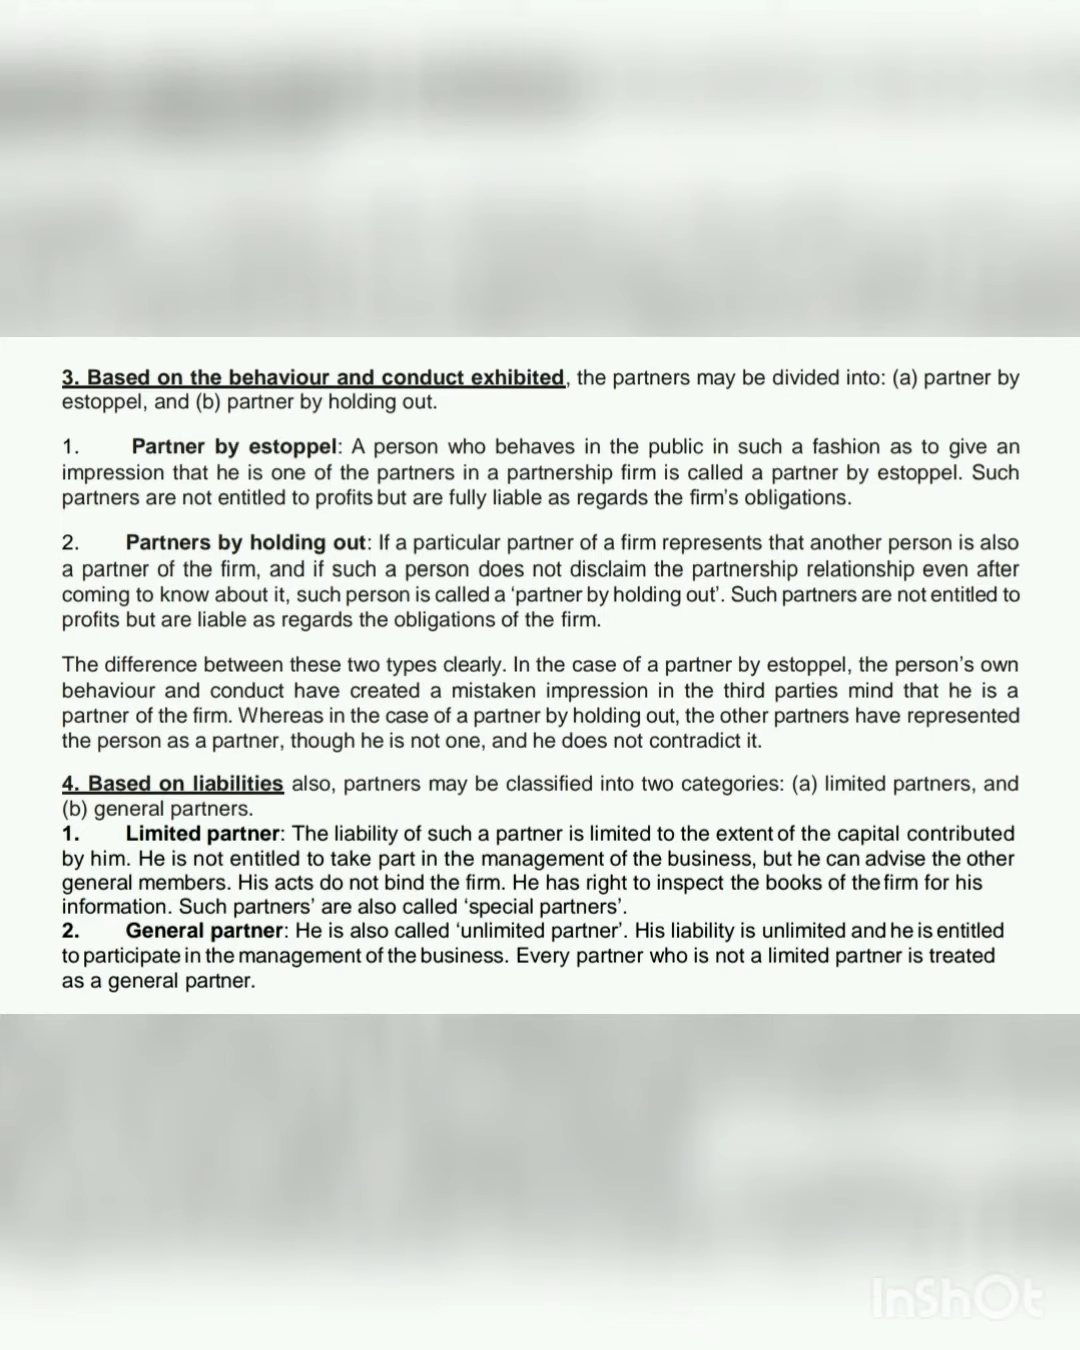 3. Based on the behaviour and conduct exhibited, the partners may be divided into: (a) partner by
estoppel, and (b) partner by holding out.
1. Partner by estoppel: A person who behaves in the public in such a fashion as to give an
impression that he is one of the partners in a partnership firm is called a partner by estoppel. Such
partners are not entitled to profits but are fully liable as regards the firm's obligations.
2. Partners by holding out: If a particular partner of a firm represents that another person is also
a partner of the firm, and if such a person does not disclaim the partnership relationship even after
coming to know about it, such person is called a 'partner by holding out'. Such partners are not entitled to
profits but are liable as regards the obligations of the firm.
The difference between these two types clearly. In the case of a partner by estoppel, the person's own
behaviour and conduct have created a mistaken impression in the third parties mind that he is a
partner of the firm. Whereas in the case of a partner by holding out, the other partners have represented
the person as a partner, though he is not one, and he does not contradict it.
4. Based on liabilities also, partners may be classified into two categories: (a) limited partners, and
(b) general partners.
1. Limited partner: The liability of such a partner is limited to the extent of the capital contributed
by him. He is not entitled to take part in the management of the business, but he can advise the other
general members. His acts do not bind the firm. He has right to inspect the books of the firm for his
information. Such partners' are also called 'special partners'.
2. General partner: He is also called 'unlimited partner'. His liability is unlimited and he is entitled
to participate in the management of the business. Every partner who is not a limited partner is treated
as a general partner.
InShOt